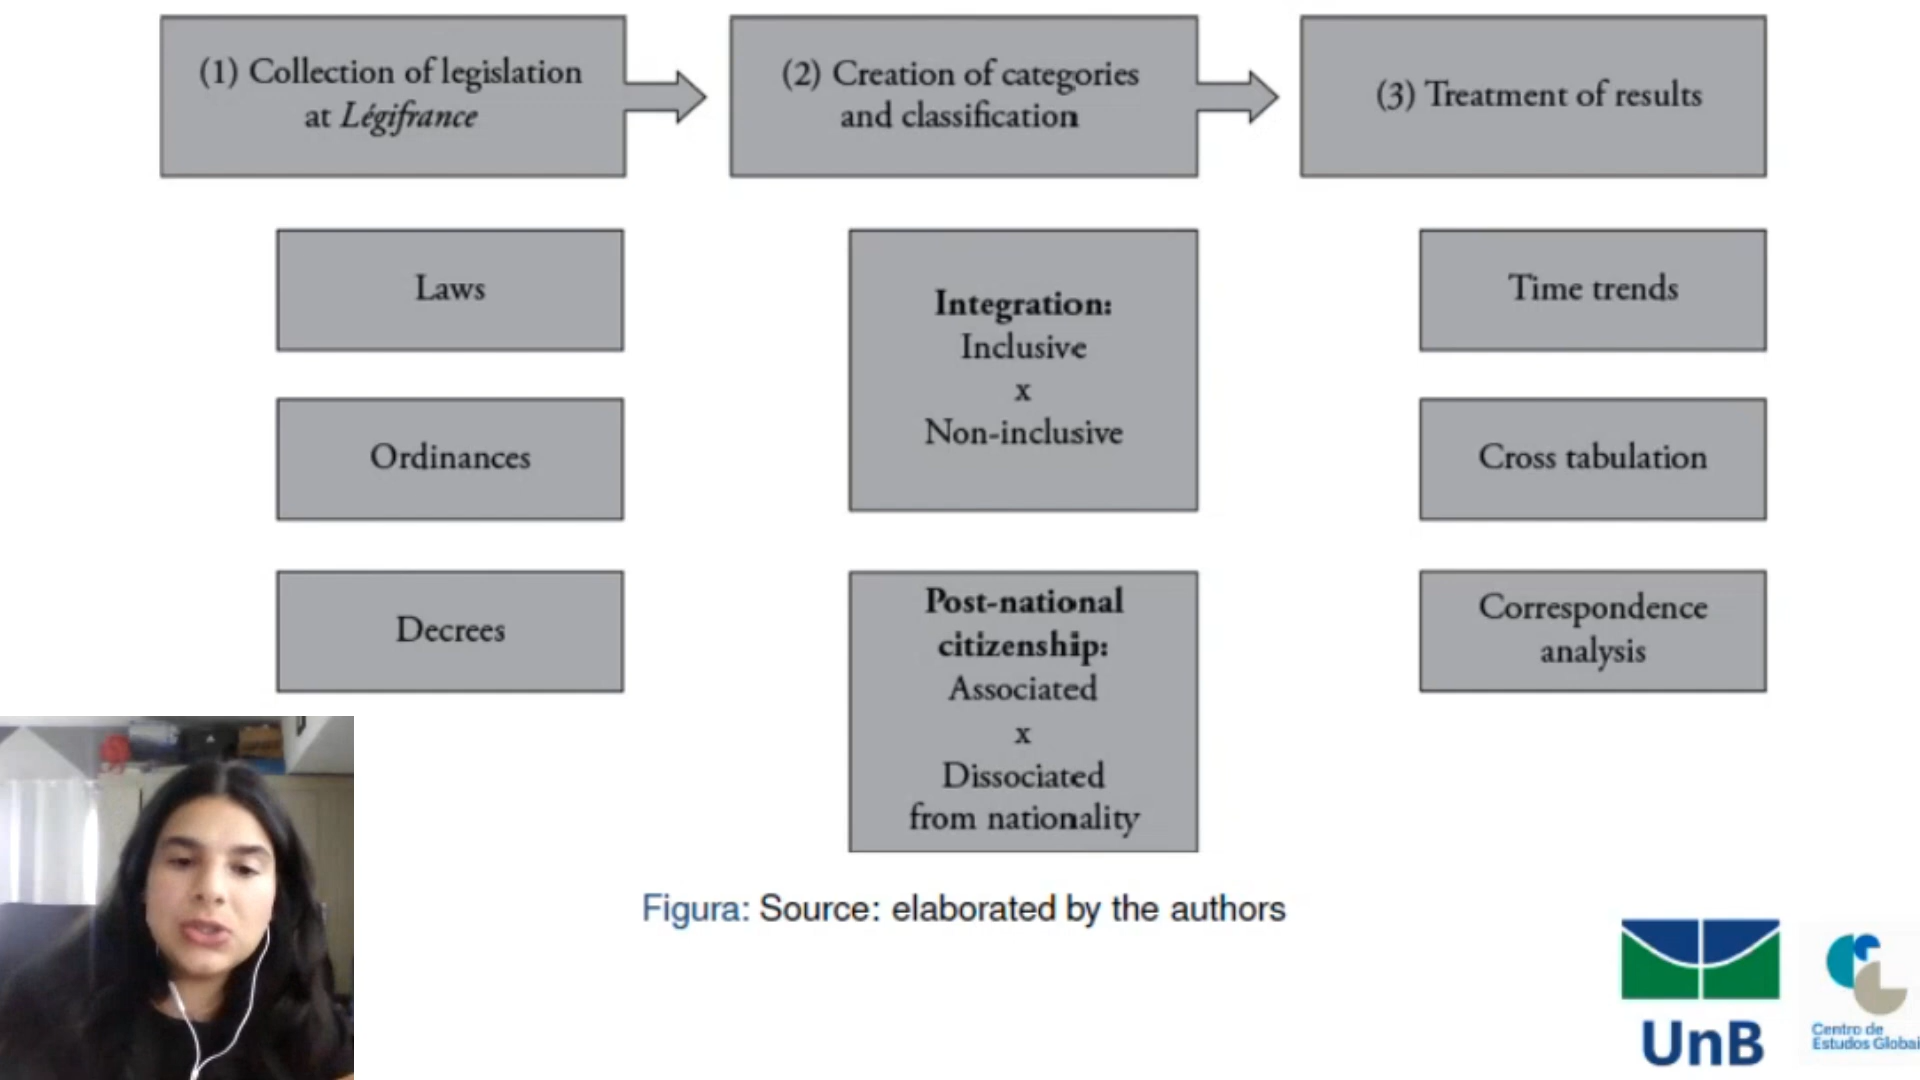 (1) Collection of legislation
at Légifrance
(2) Creation of categories
and classification
(3) Treatment of results
Laws
Ordinances
Decrees
Integration:
Inclusive
x
Non-inclusive
Post-national
citizenship:
Associated
x
Dissociated
from nationality
Time trends
Cross tabulation
Correspondence
analysis
Figura: Source: elaborated by the authors
UnB
Centro de
Estudos Globai